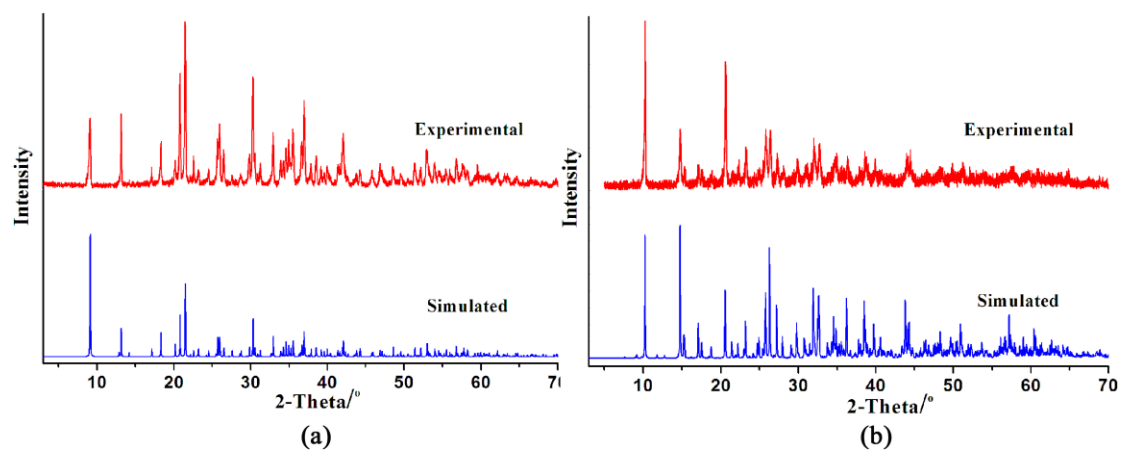 Intensity
Experimental
Simulated
10 20 30 40 50 60 70
2-Theta/°
(a)
Intensity
Experimental
Simulated
10 20 30 40 50 60 70
2-Theta/°
(b)